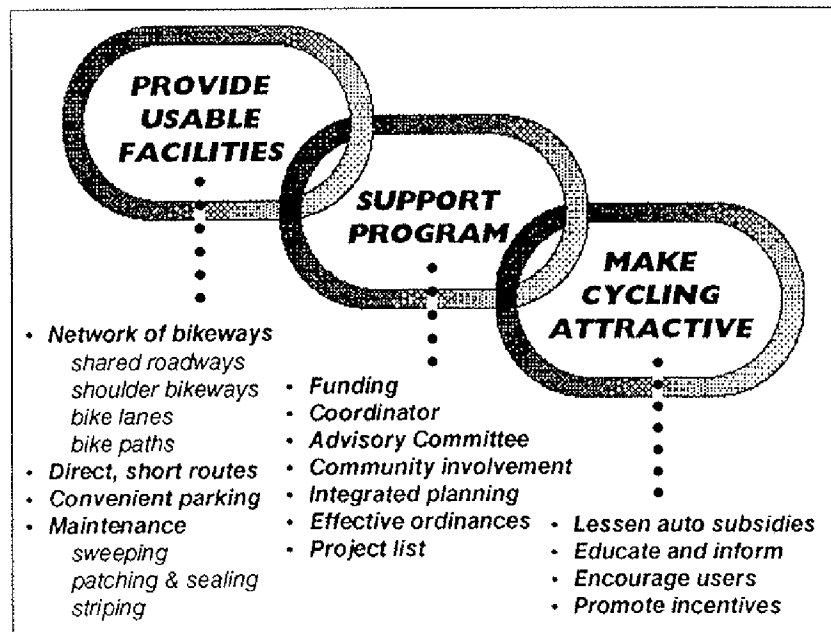 PROVIDE
USABLE
FACILITIES
• Network of bikeways
shared roadways
shoulder bikeways
bike lanes
bike paths
• Direct, short routes
• Convenient parking
• Maintenance
sweeping
patching & sealing
striping
SUPPORT
PROGRAM
• Funding
• Coordinator
• Advisory Committee
• Community involvement
• Integrated planning
• Effective ordinances
• Project list
MAKE
CYCLING
ATTRACTIVE
• Lessen auto subsidies
• Educate and inform
• Encourage users
• Promote incentives